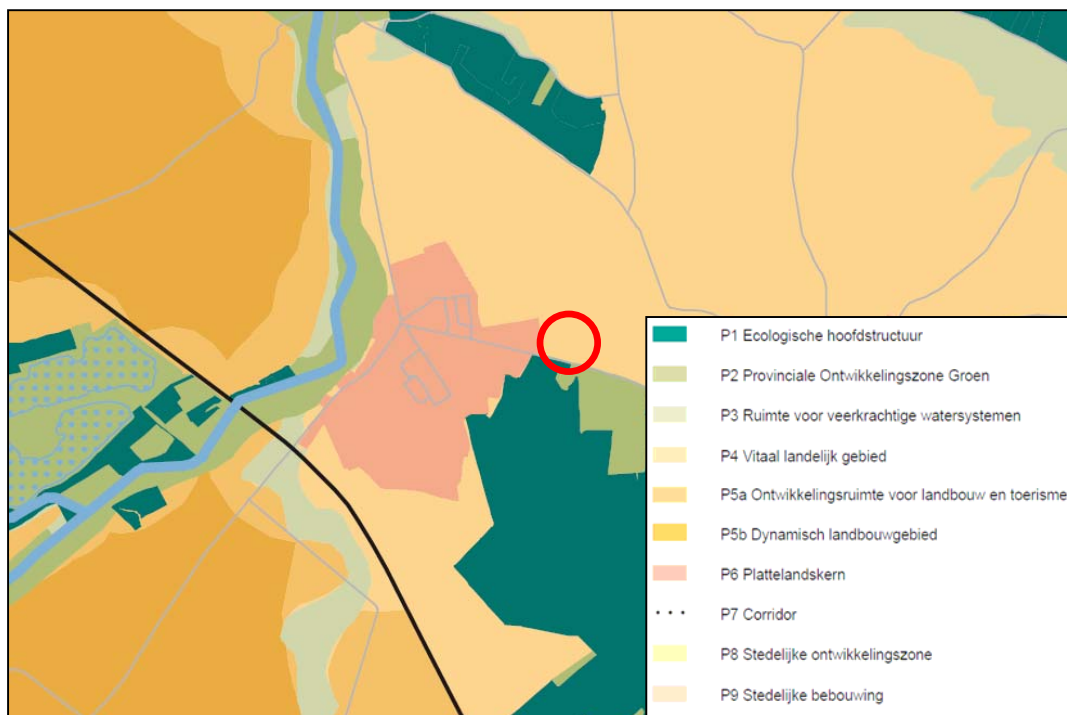 P1 Ecologische hoofdstructuur
P2 Provinciale Ontwikkelingszone Groen
P3 Ruimte voor veerkrachtige watersystemen
P4 Vitaal landelijk gebied
P5a Ontwikkelingsruimte voor landbouw en toerisme
P5b Dynamisch landbouwgebied
P6 Plattelandskern
P7 Corridor
P8 Stedelijke ontwikkelingszone
P9 Stedelijke bebouwing